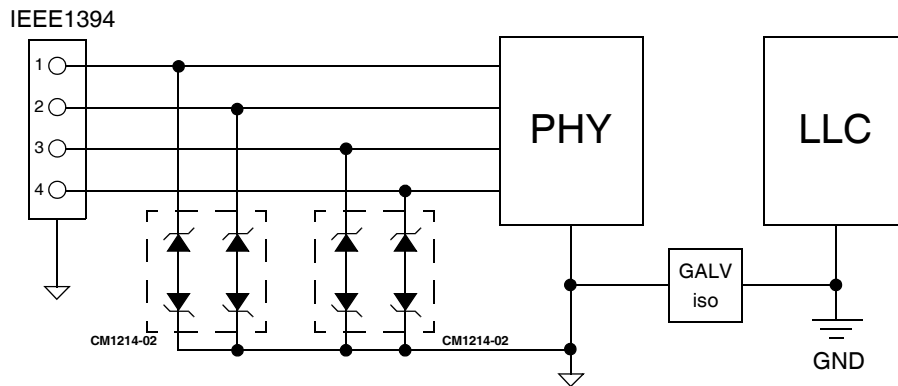 IEEE1394
1
2
3
4
PHY
LLC
GALV
iso
CM1214-02
CM1214-02
GND